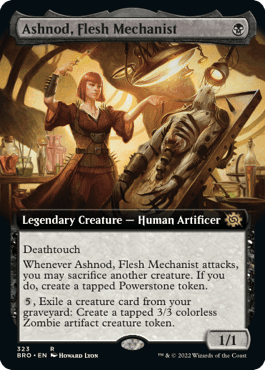 Ashnod, Flesh Mechanist
Legendary Creature — Human Artificer
Deathtouch
Whenever Ashnod, Flesh Mechanist attacks,
you may sacrifice another creature. If you
do, create a tapped Powerstone token.
5, Exile a creature card from your
graveyard: Create a tapped 3/3 colorless
Zombie artifact creature token.
1/1
323 R
BRO • EN Howard Lyon
™ & © 2022 Wizards of the Coast